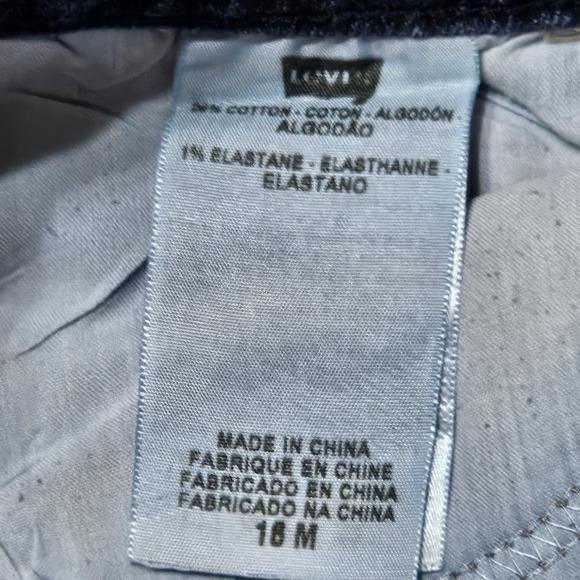 LEVI'S
COTTON - COTON - ALGODÓN -
ALGODÃO
1% ELASTANE - ELASTHANNE -
ELASTANO
MADE IN CHINA
FABRIQUE EN CHINE
FABRICADO EN CHINA
FABRICADO NA CHINA
16 M